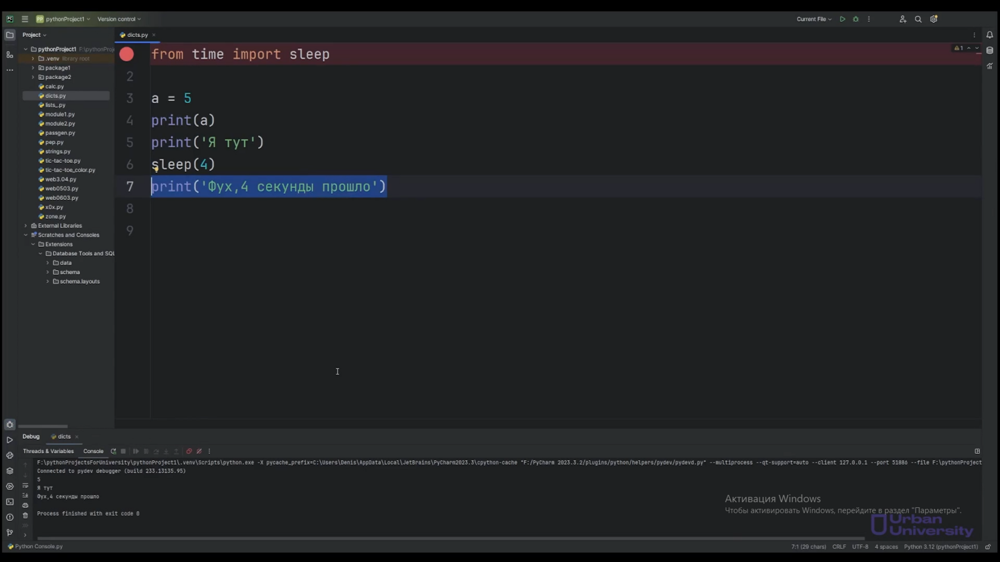 PC PP pythonProject1 Version control Current File
Project dicts.py
pythonProject1 F:\pythonProj
.venv library root
package1
package2
calc.py
dicts.py
lists_.py
module1.py
module2.py
passgen.py
pep.py
strings.py
tic-tac-toe.py
tic-tac-toe_color.py
web3.04.py
web0503.py
web0603.py
x0x.py
zone.py
External Libraries
Scratches and Consoles
Extensions
Database Tools and SQL
data
schema
schema.layouts
1
from time import sleep
2
3 a = 5
4 print(a)
5 print('Я тут')
6 sleep(4)
7 print('Фух,4 секунды прошло')
8
9
Debug dicts
Threads & Variables Console
F:\pythonProjectsForUniversity\pythonProject1\.venv\Scripts\python.exe -X pycache_prefix=C:\Users\Denis\AppData\Local\JetBrains\PyCharm2023.3\cpython-cache "F:/PyCharm 2023.3.2/plugins/python/helpers/pydev/pydevd.py" --multiprocess --qt-support=auto --client 127.0.0.1 --port 51886 --file F:\pythonProject
Connected to pydev debugger (build 233.13135.95)
5
Я тут
Фух,4 секунды прошло
Process finished with exit code 0
Активация Windows
Чтобы активировать Windows, перейдите в раздел "Параметры".
Urban
University
Python Console.py 7:1 (29 chars) CRLF UTF-8 4 spaces Python 3.12 (pythonProject1)